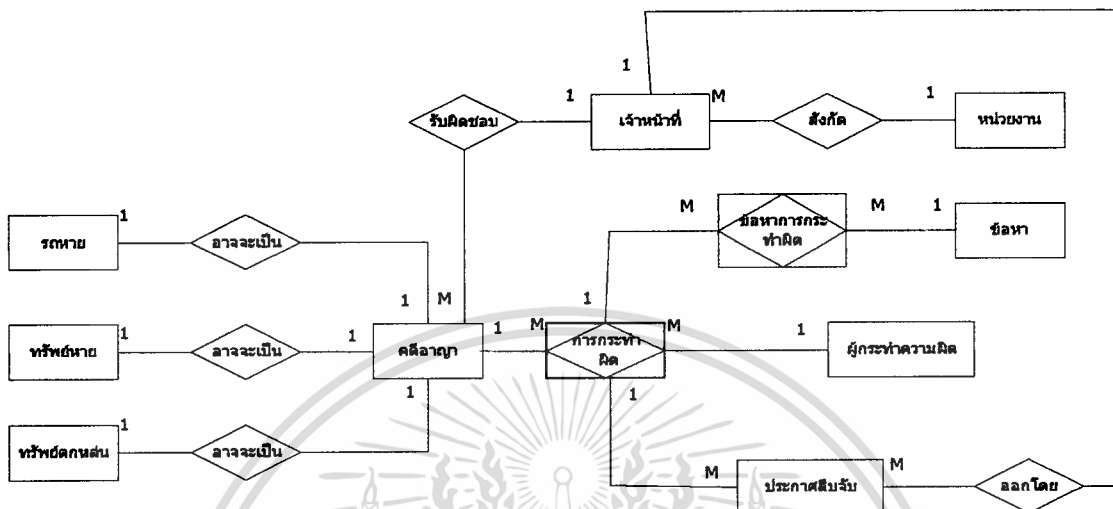 1
1
M
1
รับผิดชอบ
เจ้าหน้าที่
สังกัด
หน่วยงาน
M
M
1
1
รถหาย
อาจจะเป็น
ข้อหาการกระ
ทำผิด
ข้อหา
1
M
1
1
1
1
M
M
1
ทรัพย์หาย
อาจจะเป็น
คดีอาญา
การกระทำ
ผิด
ผู้กระทำความผิด
1
1
1
ทรัพย์ตกหล่น
อาจจะเป็น
M
M
ประกาศสืบจับ
ออกโดย